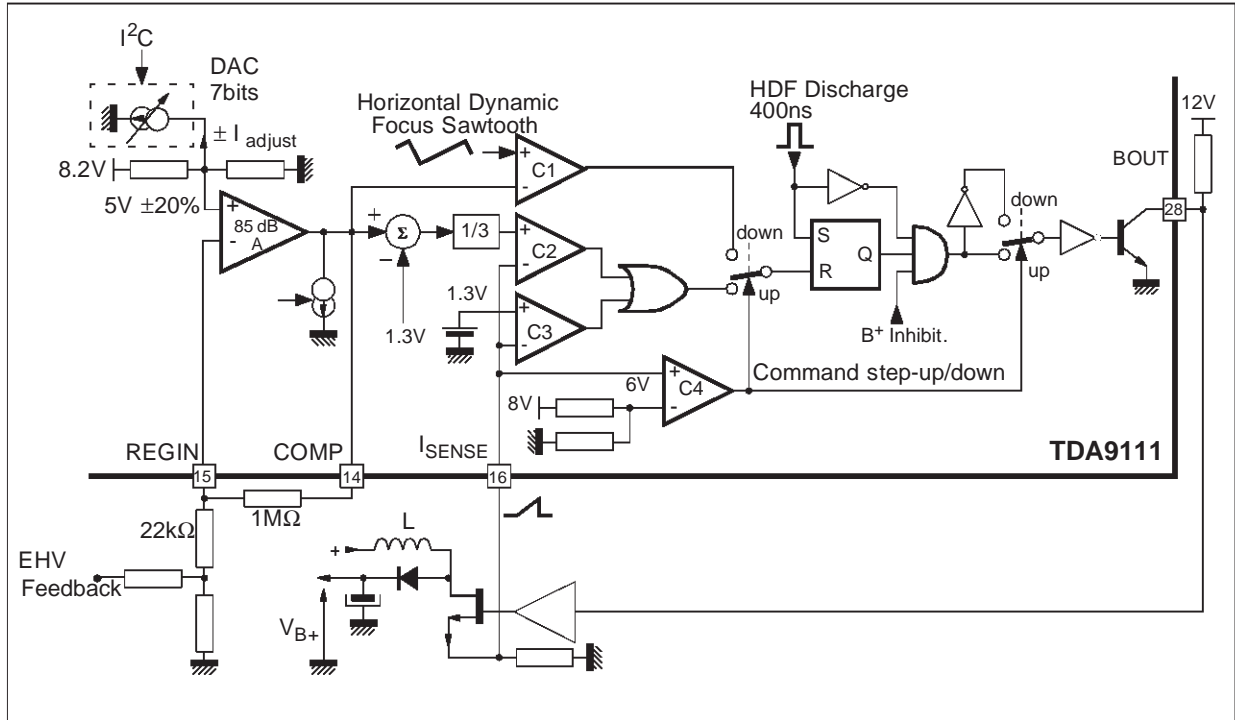 I²C
DAC
7bits
± I adjust
8.2V
5V ±20%
85 dB
A
+
-
Horizontal Dynamic
Focus Sawtooth
+
C1
-
+
Σ
−
1.3V
1/3
+
C2
-
1.3V
+
C3
-
down
up
HDF Discharge
400ns
S
R
Q
B+ Inhibit.
down
up
12V
BOUT
28
6V
+
C4
-
8V
Command step-up/down
TDA9111
REGIN
COMP
ISENSE
15
14
16
1MΩ
22kΩ
EHV
Feedback
L
+
VB+